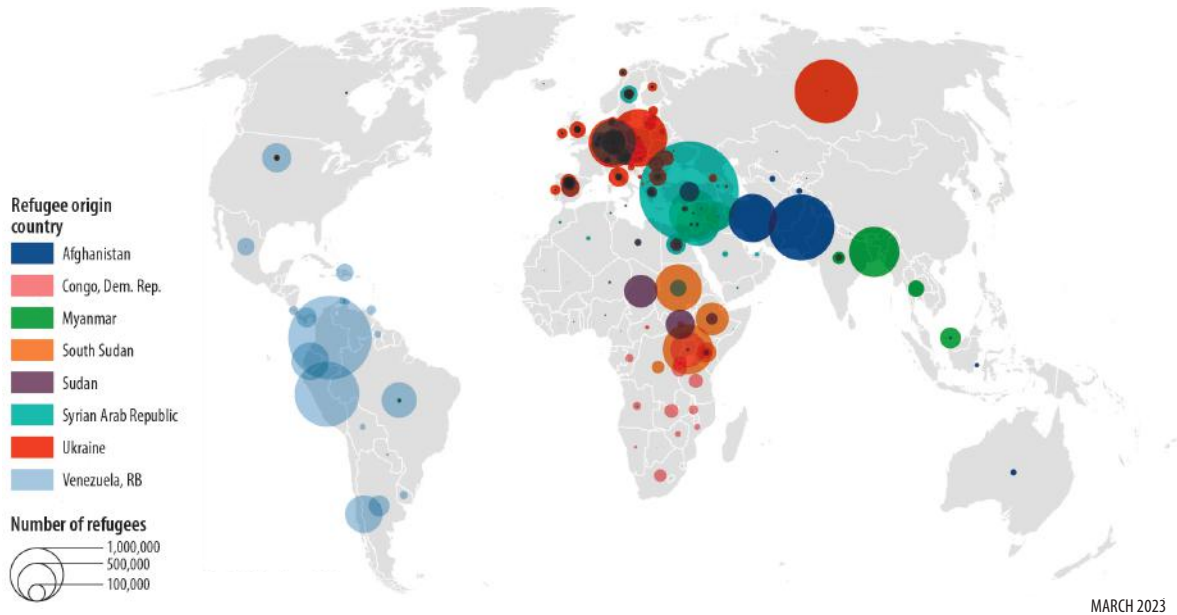 Refugee origin
country
Afghanistan
Congo, Dem. Rep.
Myanmar
South Sudan
Sudan
Syrian Arab Republic
Ukraine
Venezuela, RB
Number of refugees
1,000,000
500,000
100,000
MARCH 2023